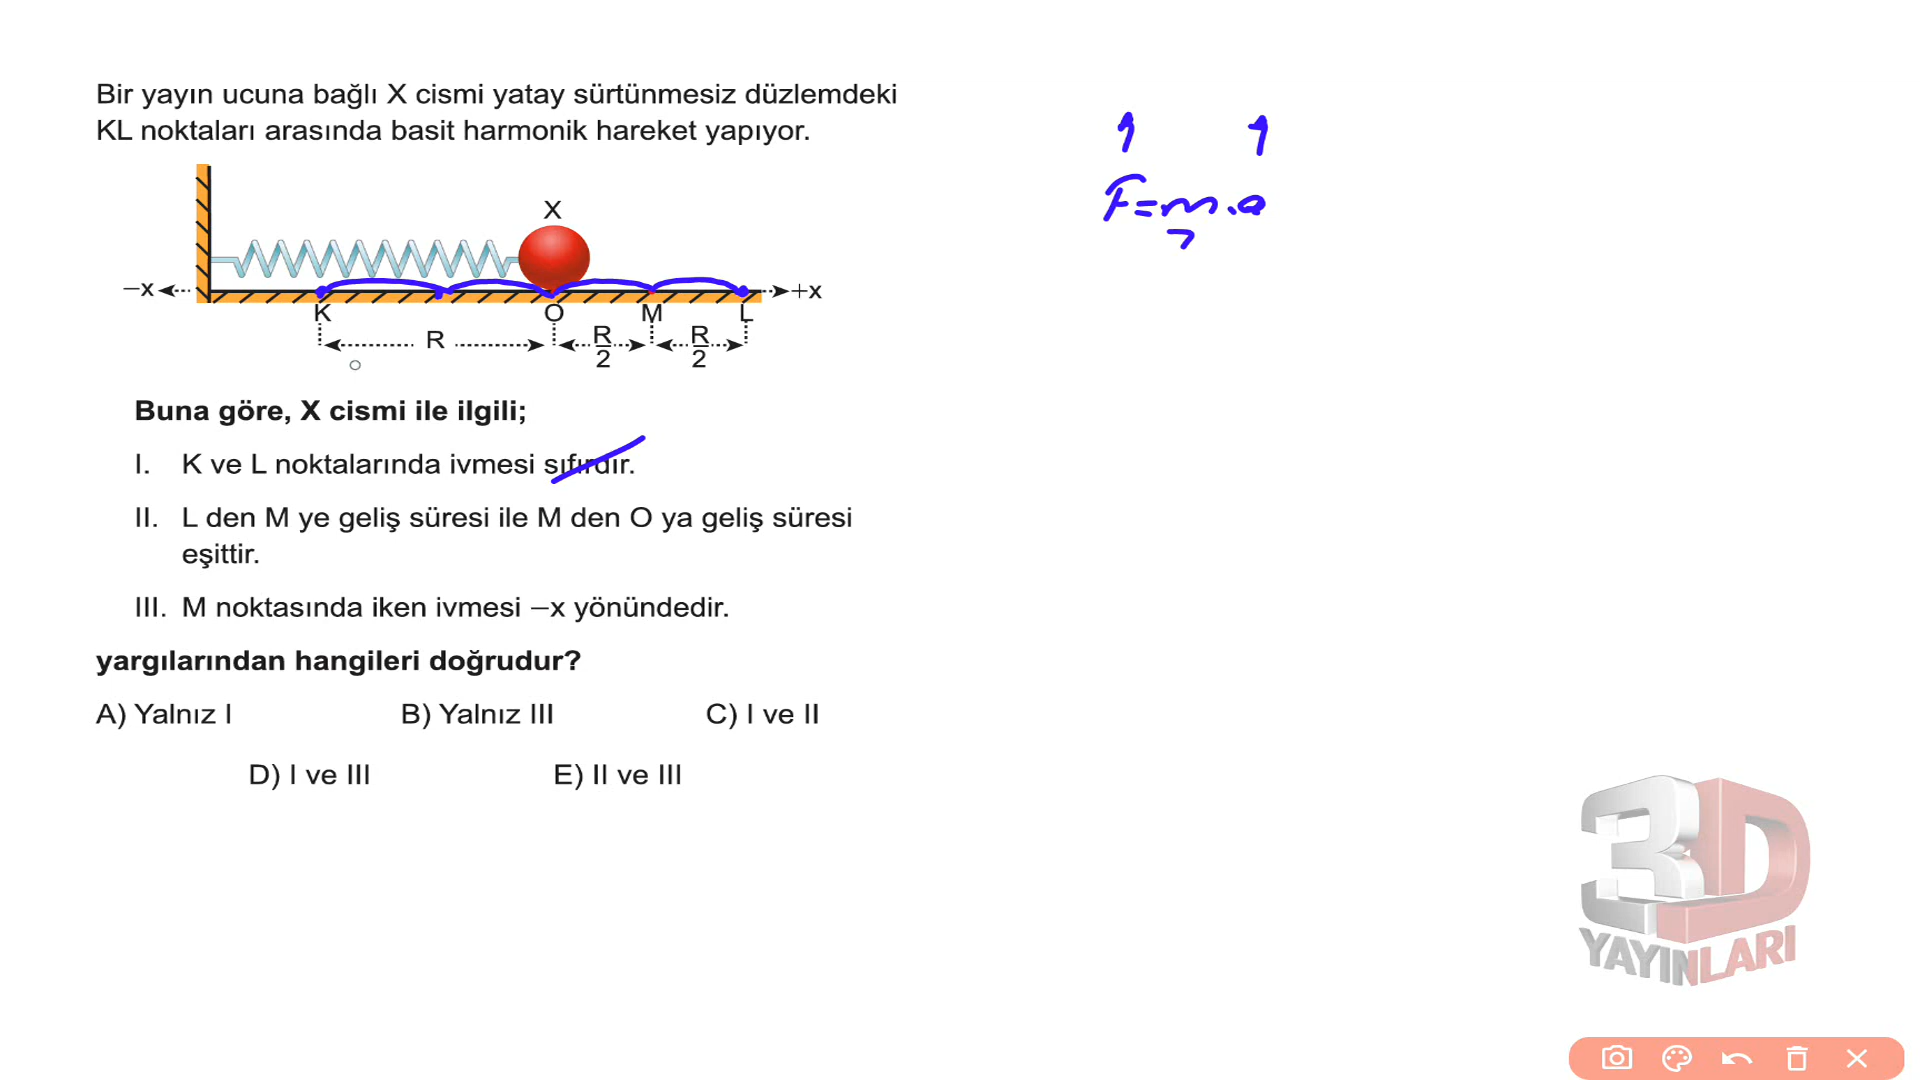 Bir yayın ucuna bağlı X cismi yatay sürtünmesiz düzlemdeki
KL noktaları arasında basit harmonik hareket yapıyor.
X
–x
+x
K
O
M
L
R
R/2
R/2
F=m.a
Buna göre, X cismi ile ilgili;
I. K ve L noktalarında ivmesi sıfırdır.
II. L den M ye geliş süresi ile M den O ya geliş süresi
eşittir.
III. M noktasında iken ivmesi –x yönündedir.
yargılarından hangileri doğrudur?
A) Yalnız I B) Yalnız III C) I ve II
D) I ve III E) II ve III
3D
YAYINLARI